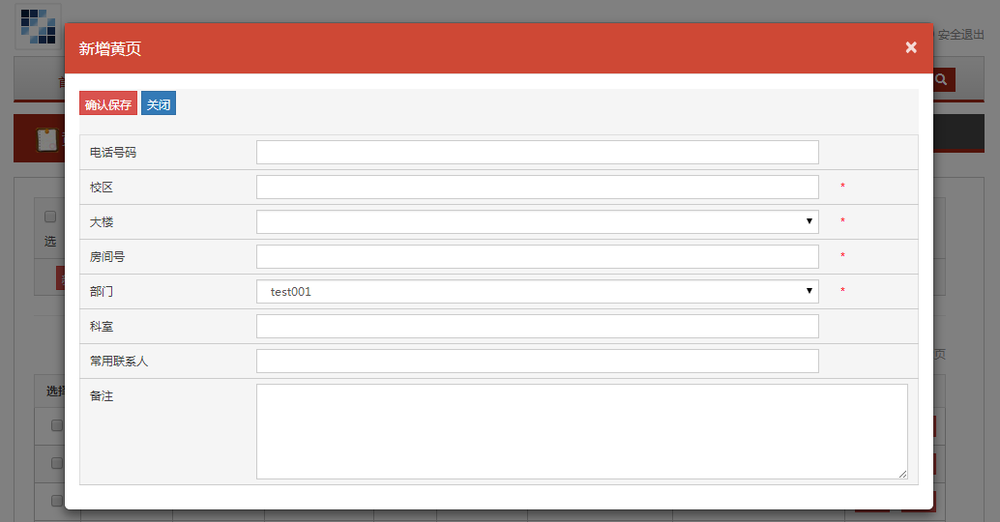 安全退出
新增黄页
×
确认保存 关闭
电话号码
校区 *
大楼 *
房间号 *
部门 test001 *
科室
常用联系人
备注
选
页
选择